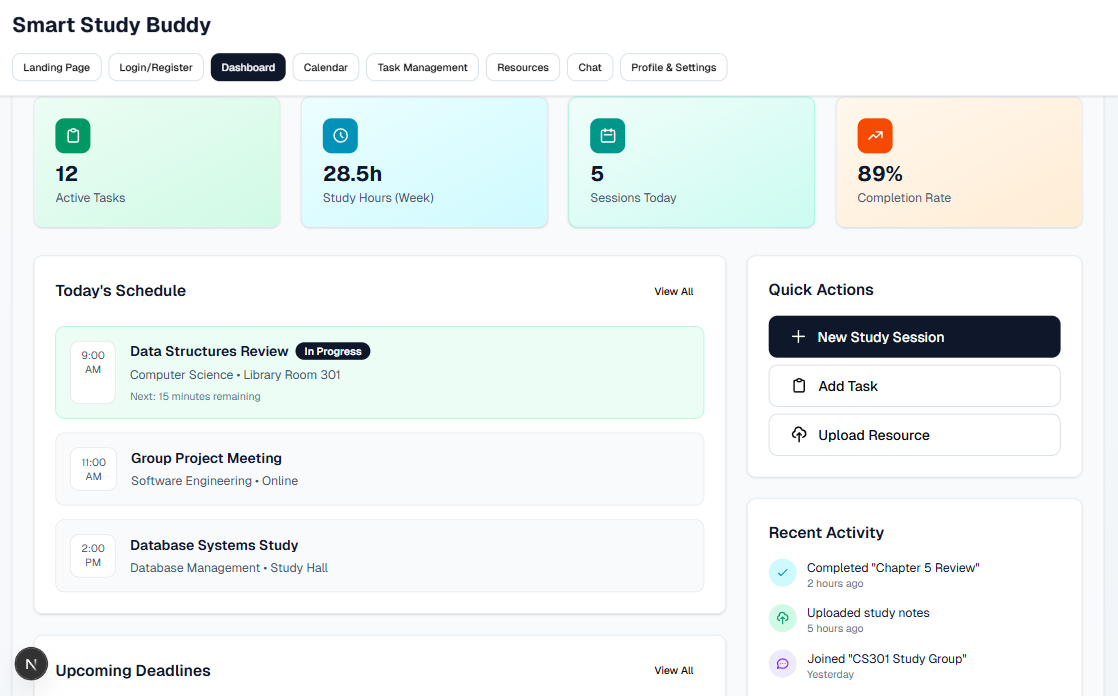 Smart Study Buddy
Landing Page
Login/Register
Dashboard
Calendar
Task Management
Resources
Chat
Profile & Settings
12
Active Tasks
28.5h
Study Hours (Week)
5
Sessions Today
89%
Completion Rate
Today's Schedule
View All
9:00
AM
Data Structures Review
In Progress
Computer Science • Library Room 301
Next: 15 minutes remaining
11:00
AM
Group Project Meeting
Software Engineering • Online
2:00
PM
Database Systems Study
Database Management • Study Hall
Upcoming Deadlines
View All
Quick Actions
New Study Session
Add Task
Upload Resource
Recent Activity
Completed "Chapter 5 Review"
2 hours ago
Uploaded study notes
5 hours ago
Joined "CS301 Study Group"
Yesterday
N